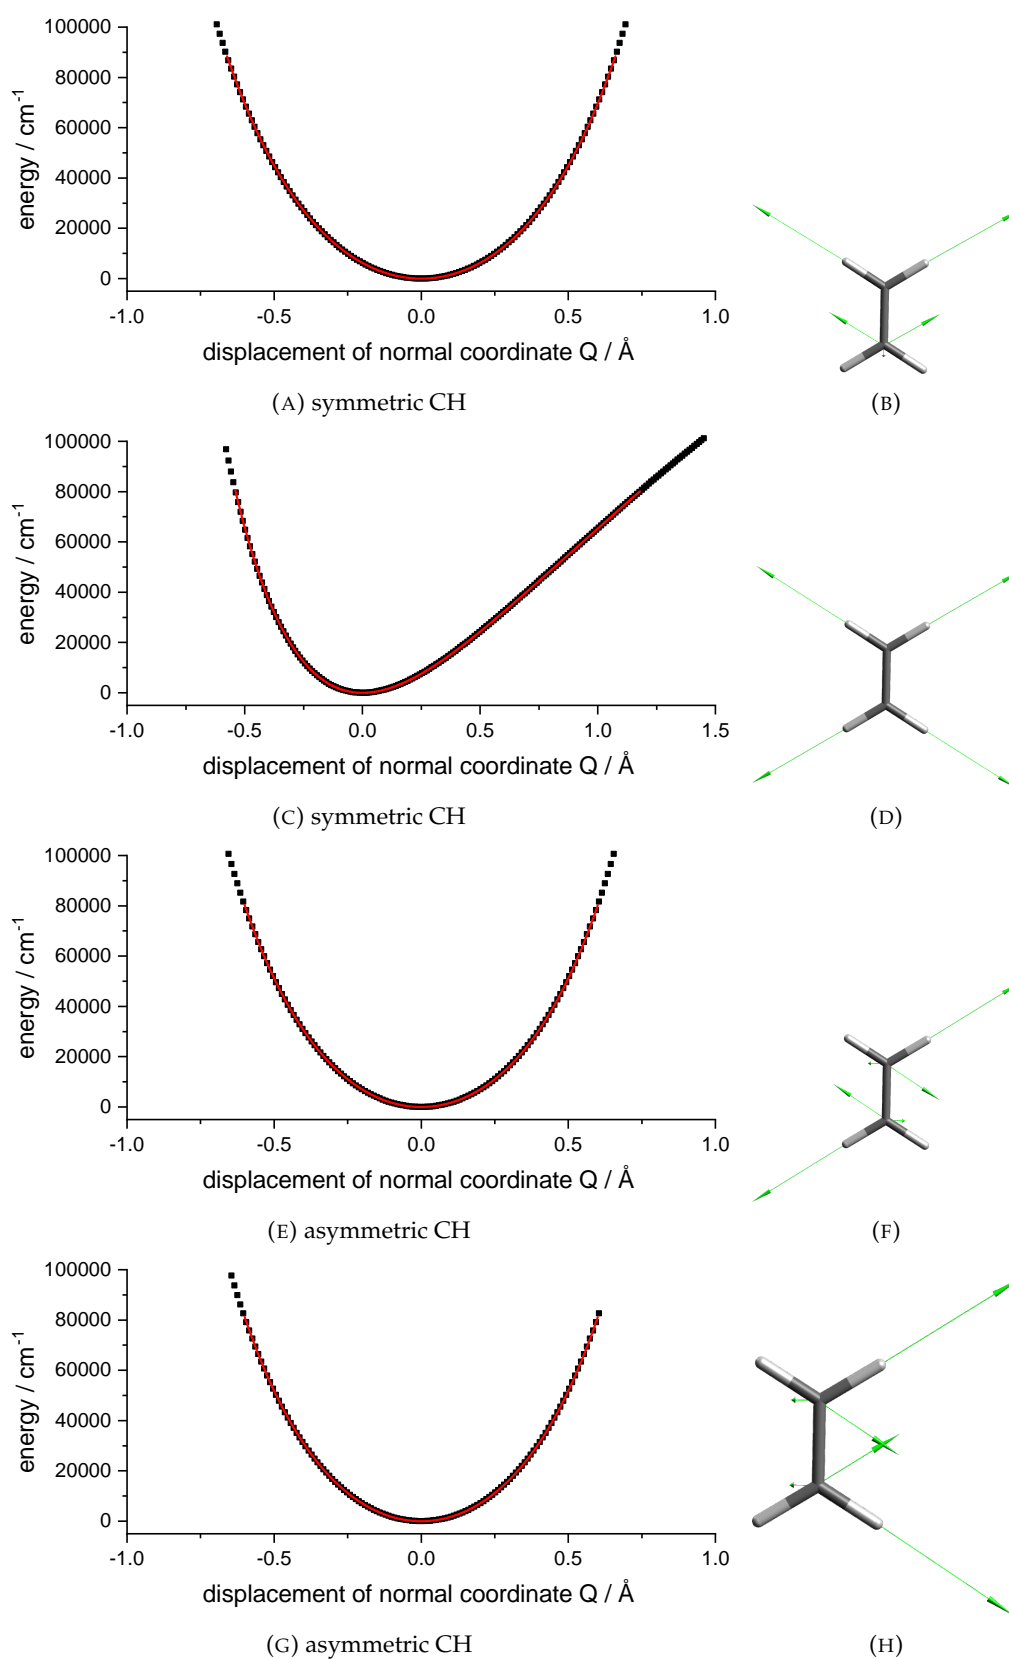 100000
80000
60000
40000
20000
0
energy / cm⁻¹
-1.0 -0.5 0.0 0.5 1.0
displacement of normal coordinate Q / Å
(A) symmetric CH
(B)
100000
80000
60000
40000
20000
0
energy / cm⁻¹
-1.0 -0.5 0.0 0.5 1.0 1.5
displacement of normal coordinate Q / Å
(C) symmetric CH
(D)
100000
80000
60000
40000
20000
0
energy / cm⁻¹
-1.0 -0.5 0.0 0.5 1.0
displacement of normal coordinate Q / Å
(E) asymmetric CH
(F)
100000
80000
60000
40000
20000
0
energy / cm⁻¹
-1.0 -0.5 0.0 0.5 1.0
displacement of normal coordinate Q / Å
(G) asymmetric CH
(H)